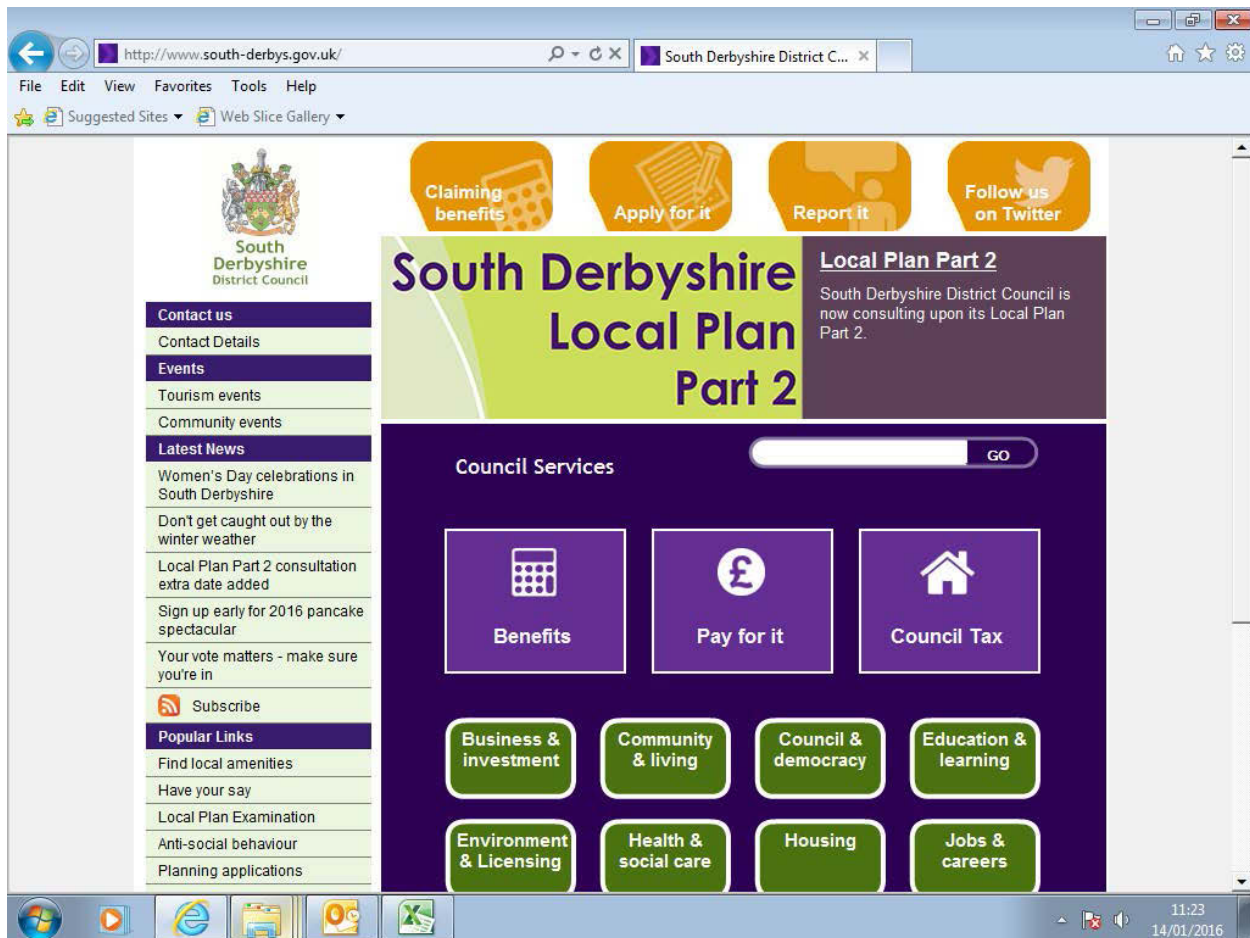 http://www.south-derbys.gov.uk/
South Derbyshire District C...
File Edit View Favorites Tools Help
Suggested Sites Web Slice Gallery
South
Derbyshire
District Council
Contact us
Contact Details
Events
Tourism events
Community events
Latest News
Women's Day celebrations in
South Derbyshire
Don't get caught out by the
winter weather
Local Plan Part 2 consultation
extra date added
Sign up early for 2016 pancake
spectacular
Your vote matters - make sure
you're in
Subscribe
Popular Links
Find local amenities
Have your say
Local Plan Examination
Anti-social behaviour
Planning applications
Claiming
benefits
Apply for it
Report it
Follow us
on Twitter
South Derbyshire
Local Plan
Part 2
Local Plan Part 2
South Derbyshire District Council is
now consulting upon its Local Plan
Part 2.
Council Services
GO
Benefits
£
Pay for it
Council Tax
Business &
investment
Community
& living
Council &
democracy
Education &
learning
Environment
& Licensing
Health &
social care
Housing
Jobs &
careers
11:23
14/01/2016